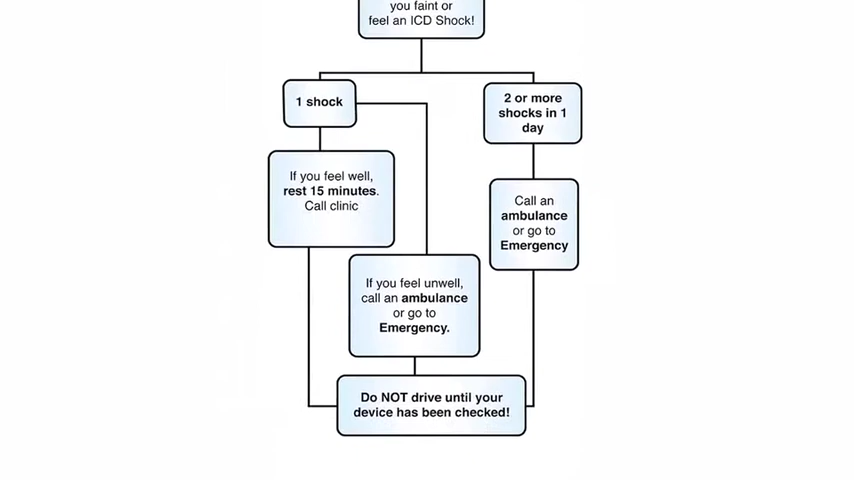 you faint or
feel an ICD Shock!
1 shock
2 or more
shocks in 1
day
If you feel well,
rest 15 minutes.
Call clinic
Call an
ambulance
or go to
Emergency
If you feel unwell,
call an ambulance
or go to
Emergency.
Do NOT drive until your
device has been checked!